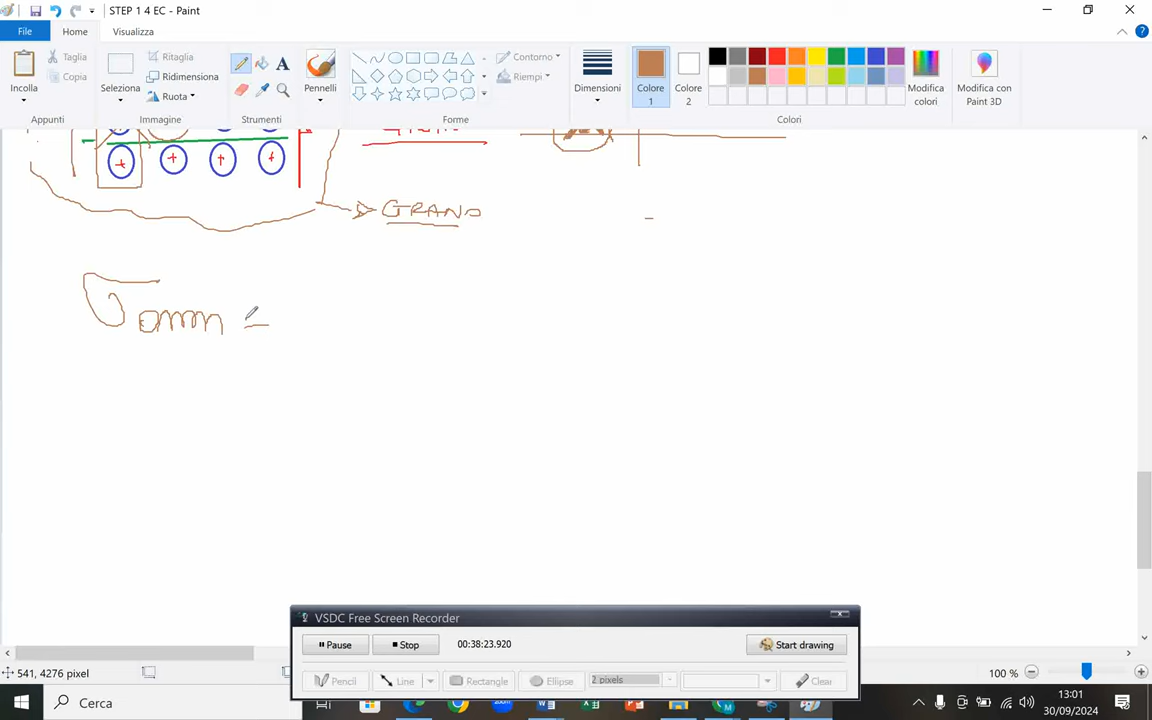 STEP 1 4 EC - Paint
File Home Visualizza
Incolla
Taglia
Copia
Seleziona
Ritaglia
Ridimensiona
Ruota
Pennelli
Contorno
Riempi
Dimensioni
Colore 1
Colore 2
Modifica colori
Modifica con Paint 3D
Appunti Immagine Strumenti Forme Colori
+ + + +
GRANO
σamm =
VSDC Free Screen Recorder
Pause Stop 00:38:23.920 Start drawing
Pencil Line Rectangle Ellipse 2 pixels Clear
541, 4276 pixel 100 %
Cerca
13:01
30/09/2024